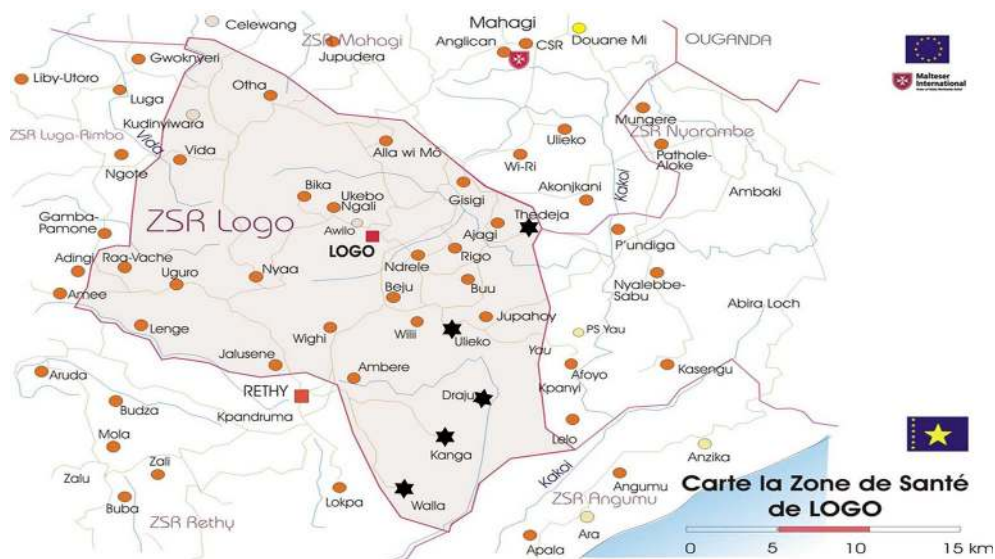 Celewang
Mahagi
Douane Mi
OUGANDA
ZSR Mahagi
Anglican
CSR
Jupudera
Gwoknyeri
Liby-Utoro
Luga
Otha
Malteser
International
Kudinyiwara
Mungere
ZSR Luga-Rimba
Vida
Vida
Alla wi Mô
Ulieko
ZSR Nyarambe
Wi-Ri
Pathole-
Aloke
Ngote
Bika
Ukebo
Ngali
Gisigi
Akonjkani
Kakoi
Ambaki
Gamba-
Pamone
ZSR Logo
Awilo
LOGO
Thedeja
Ajagi
P'undiga
Adingi
Rag-Vache
Uguro
Nyaa
Ndrele
Rigo
Beju
Buu
Nyalebbe-
Sabu
Amee
Abira Loch
Lenge
Wighi
Willi
Ulieko
Jupahoy
PS Yau
Yau
Jalusene
Ambere
Afoyo
Kasengu
Aruda
RETHY
Draju
Kpanyi
Budza
Kpandruma
Mola
Kanga
Lelo
Anzika
Zalu
Zali
Kakoi
Angumu
Buba
ZSR Rethy
Lokpa
Walla
ZSR Angumu
Ara
Apala
Carte la Zone de Santé
de LOGO
0 5 10 15 km